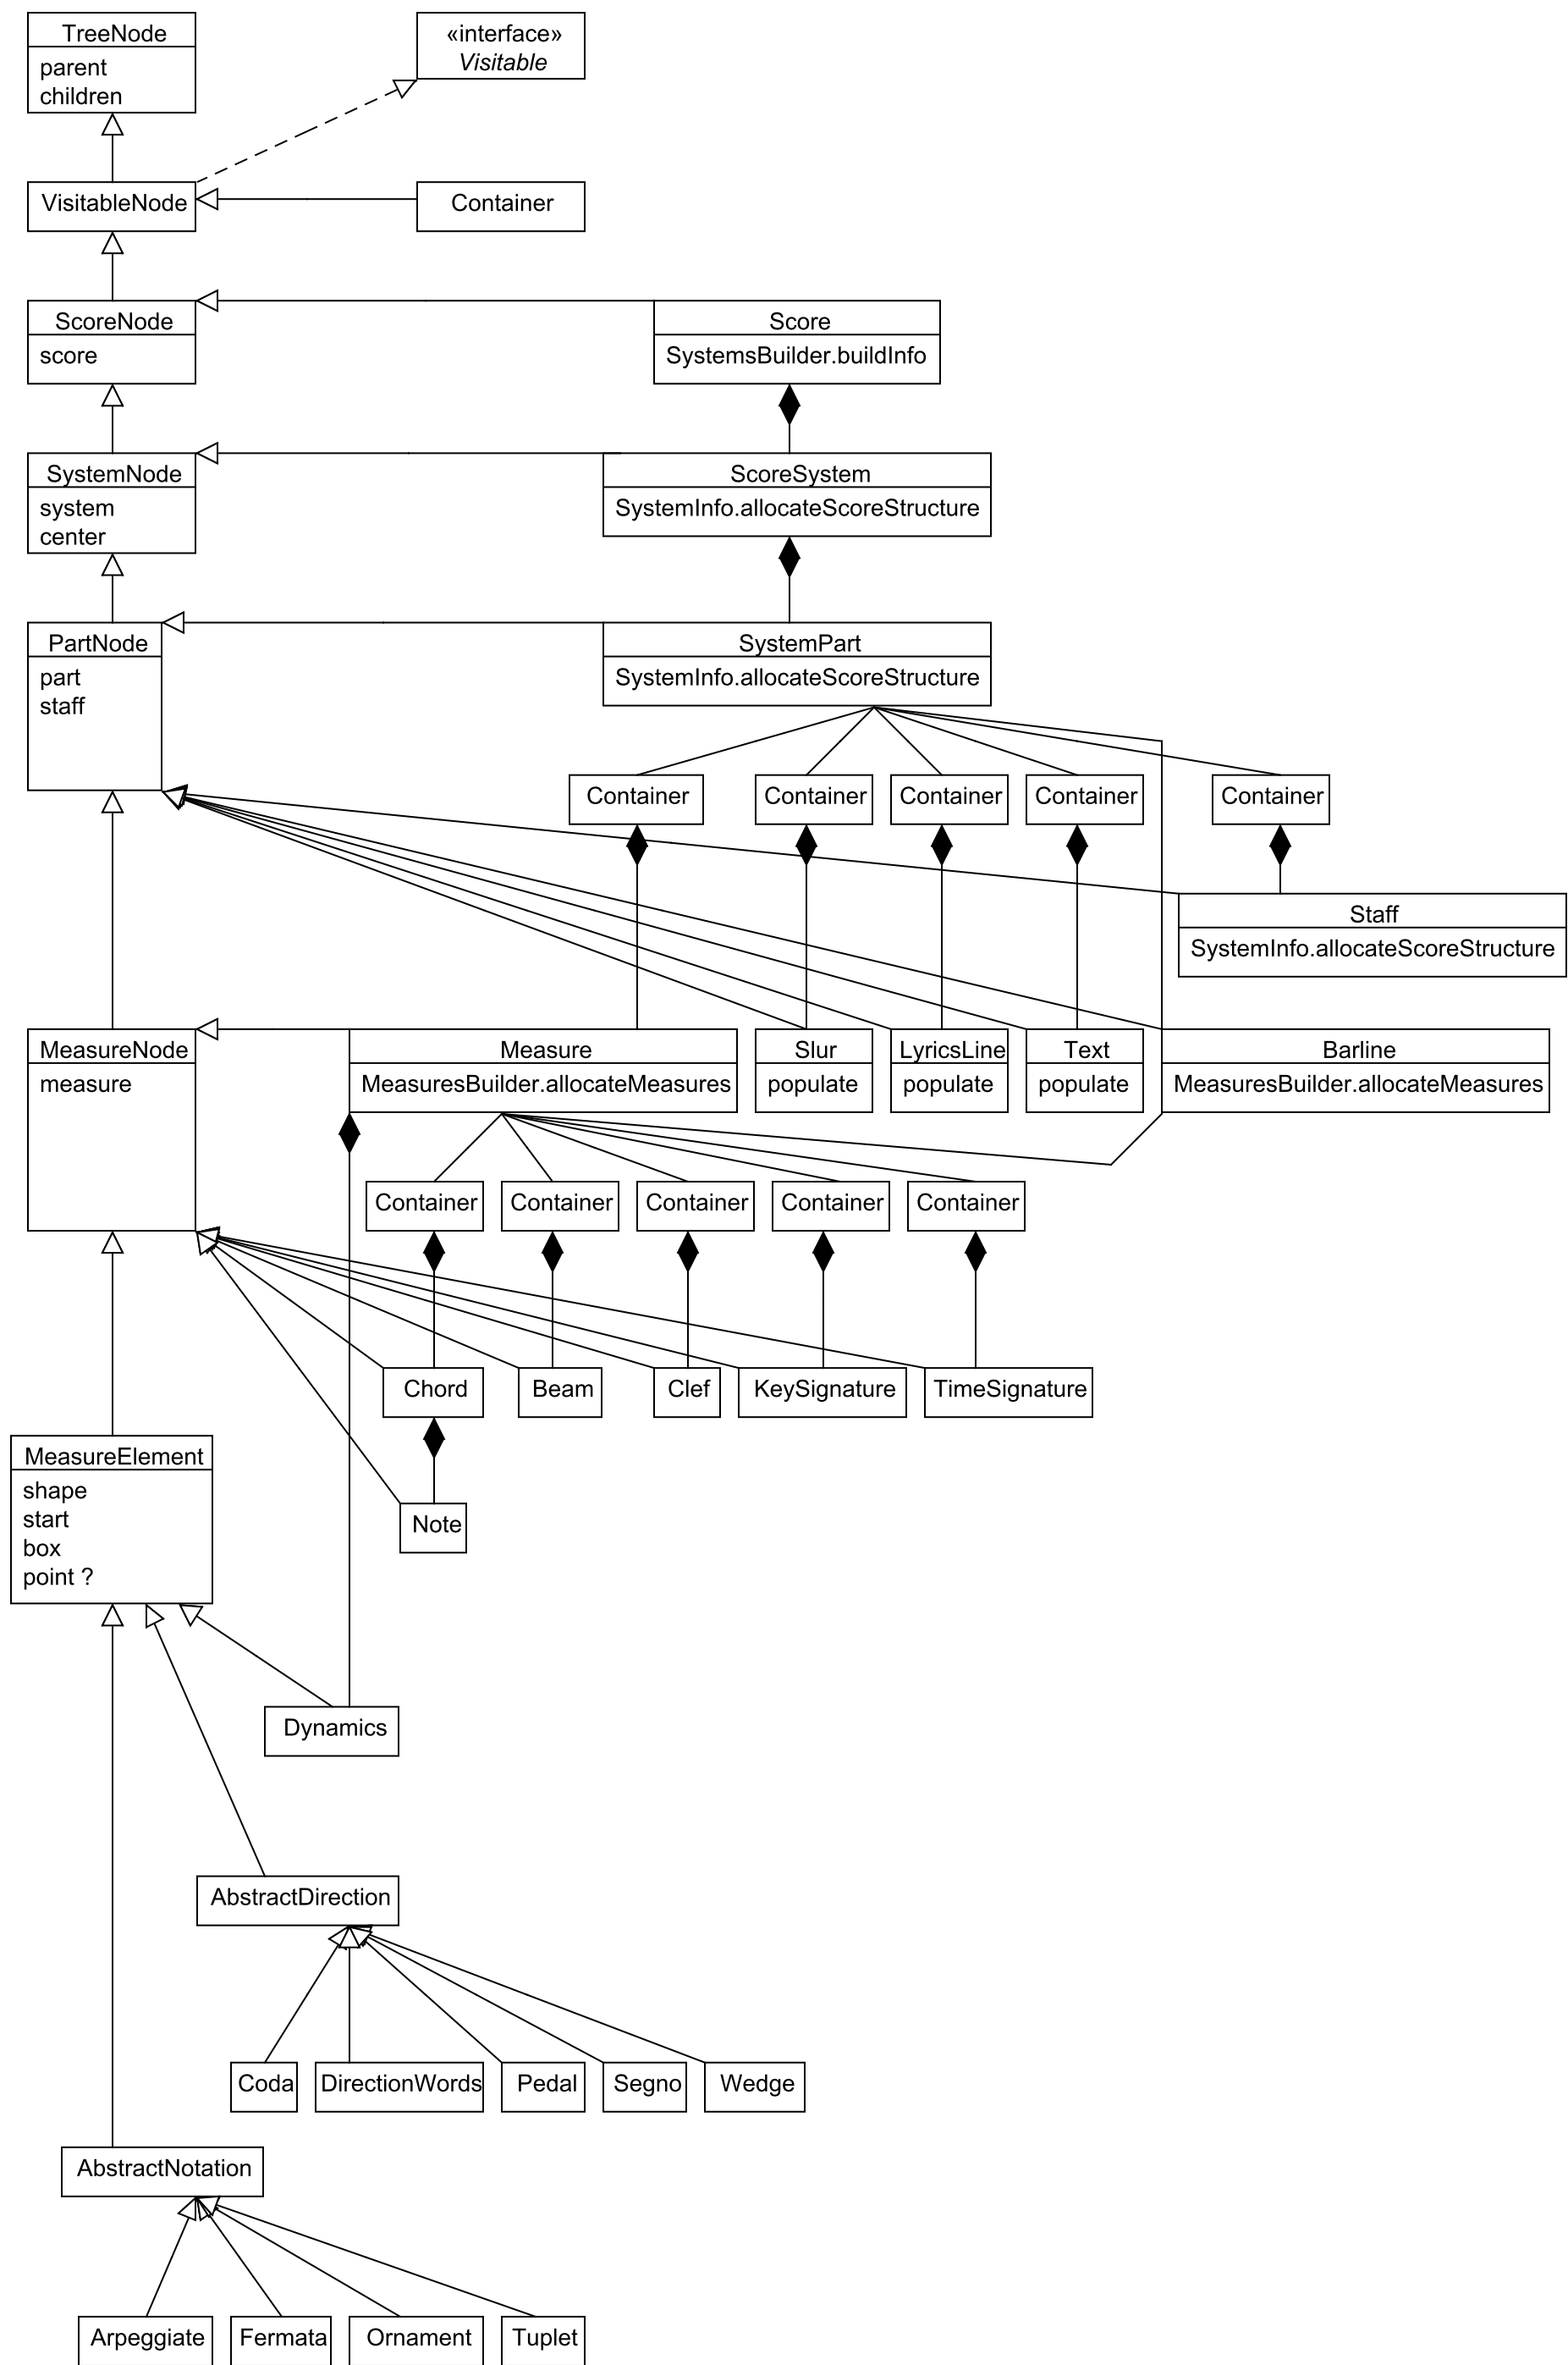 TreeNode
parent
children
«interface»
Visitable
VisitableNode
Container
ScoreNode
score
Score
SystemsBuilder.buildInfo
SystemNode
system
center
ScoreSystem
SystemInfo.allocateScoreStructure
PartNode
part
staff
SystemPart
SystemInfo.allocateScoreStructure
Container
Container
Container
Container
Container
Staff
SystemInfo.allocateScoreStructure
MeasureNode
measure
Measure
MeasuresBuilder.allocateMeasures
Slur
populate
LyricsLine
populate
Text
populate
Barline
MeasuresBuilder.allocateMeasures
Container
Container
Container
Container
Container
Chord
Beam
Clef
KeySignature
TimeSignature
MeasureElement
shape
start
box
point ?
Note
Dynamics
AbstractDirection
Coda
DirectionWords
Pedal
Segno
Wedge
AbstractNotation
Arpeggiate
Fermata
Ornament
Tuplet